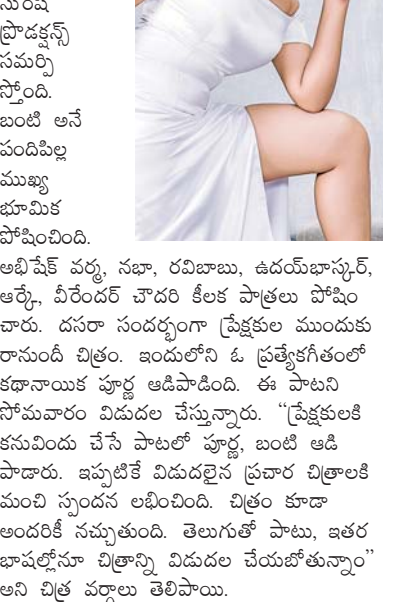 సురేష్
ప్రొడక్షన్స్
సమర్పి
స్తోంది.
బంటి అనే
పందిపిల్ల
ముఖ్య
భూమిక
పోషించింది.
అభిషేక్ వర్మ, నభా, రవిబాబు, ఉదయ్‌భాస్కర్,
ఆర్కే, వీరేందర్ చౌదరి కీలక పాత్రలు పోషిం
చారు. దసరా సందర్భంగా ప్రేక్షకుల ముందుకు
రానుందీ చిత్రం. ఇందులోని ఓ ప్రత్యేకగీతంలో
కథానాయిక పూర్ణ ఆడిపాడింది. ఈ పాటని
సోమవారం విడుదల చేస్తున్నారు. “ప్రేక్షకులకి
కనువిందు చేసే పాటలో పూర్ణ, బంటి ఆడి
పాడారు. ఇప్పటికే విడుదలైన ప్రచార చిత్రాలకి
మంచి స్పందన లభించింది. చిత్రం కూడా
అందరికీ నచ్చుతుంది. తెలుగుతో పాటు, ఇతర
భాషల్లోనూ చిత్రాన్ని విడుదల చేయబోతున్నాం”
అని చిత్ర వర్గాలు తెలిపాయి.